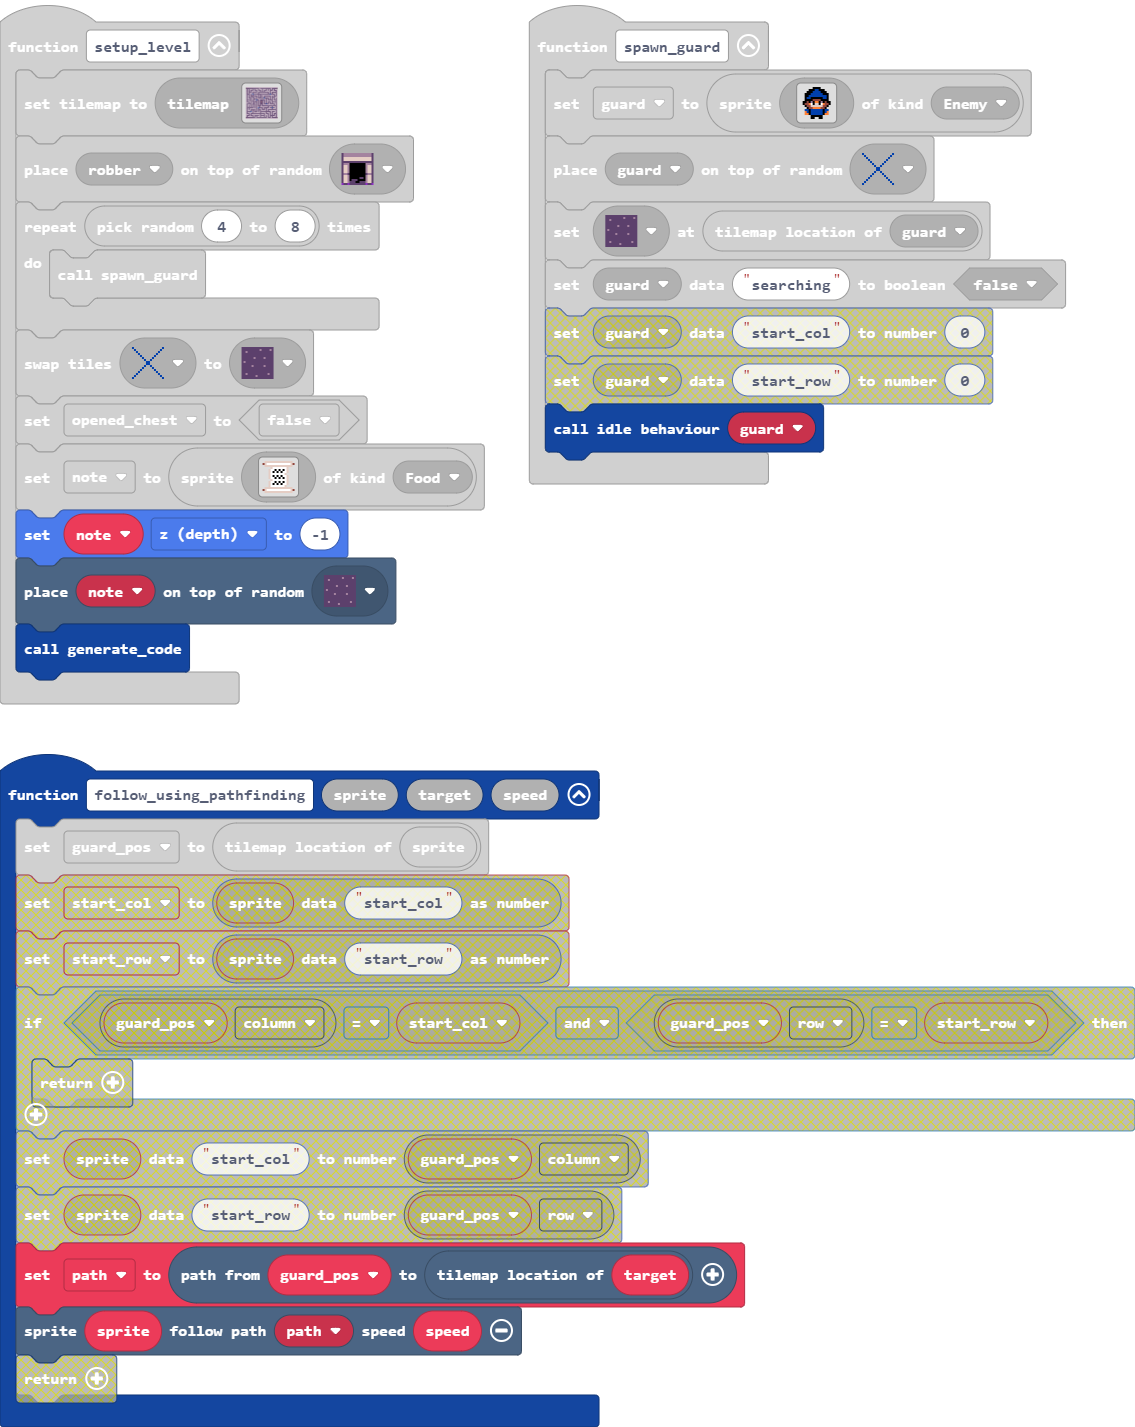 function setup_level
set tilemap to tilemap
place robber on top of random
repeat pick random 4 to 8 times
do
call spawn_guard
swap tiles to
set opened_chest to false
set note to sprite of kind Food
set note z (depth) to -1
place note on top of random
call generate_code
function spawn_guard
set guard to sprite of kind Enemy
place guard on top of random
set at tilemap location of guard
set guard data "searching" to boolean false
set guard data "start_col" to number 0
set guard data "start_row" to number 0
call idle behaviour guard
function follow_using_pathfinding sprite target speed
set guard_pos to tilemap location of sprite
set start_col to sprite data "start_col" as number
set start_row to sprite data "start_row" as number
if guard_pos column = start_col and guard_pos row = start_row then
return
set sprite data "start_col" to number guard_pos column
set sprite data "start_row" to number guard_pos row
set path to path from guard_pos to tilemap location of target
sprite sprite follow path path speed speed
return